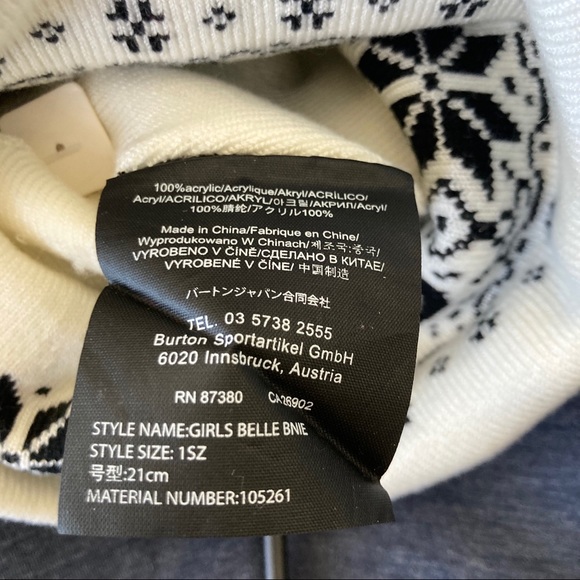 100%acrylic/Acrylique/Akryl/ACRÍLICO/
Acryl/ACRILICO/AKRYL/아크릴/АКРИЛ/Acryl/
100%腈纶/アクリル100%
Made in China/Fabrique en Chine/
Wyprodukowano W Chinach/제조국:중국/
VYROBENO V ČÍNĚ/СДЕЛАНО В КИТАЕ/
VYROBENÉ V ČÍNE/ 中国制造
バートンジャパン合同会社
TEL. 03 5738 2555
Burton Sportartikel GmbH
6020 Innsbruck, Austria
RN 87380 CA26902
STYLE NAME:GIRLS BELLE BNIE
STYLE SIZE: 1SZ
号型:21cm
MATERIAL NUMBER:105261